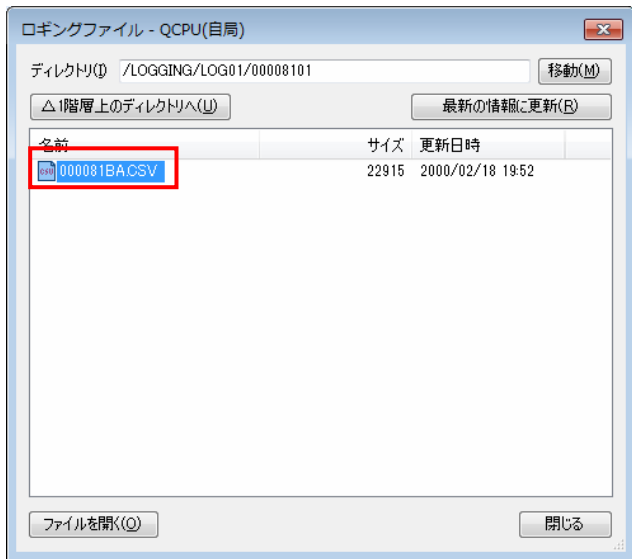 ロギングファイル - QCPU(自局)
ディレクトリ(I) /LOGGING/LOG01/00008101 移動(M)
△1階層上のディレクトリへ(U) 最新の情報に更新(R)
名前 サイズ 更新日時
csv 000081BA.CSV 22915 2000/02/18 19:52
ファイルを開く(O) 閉じる